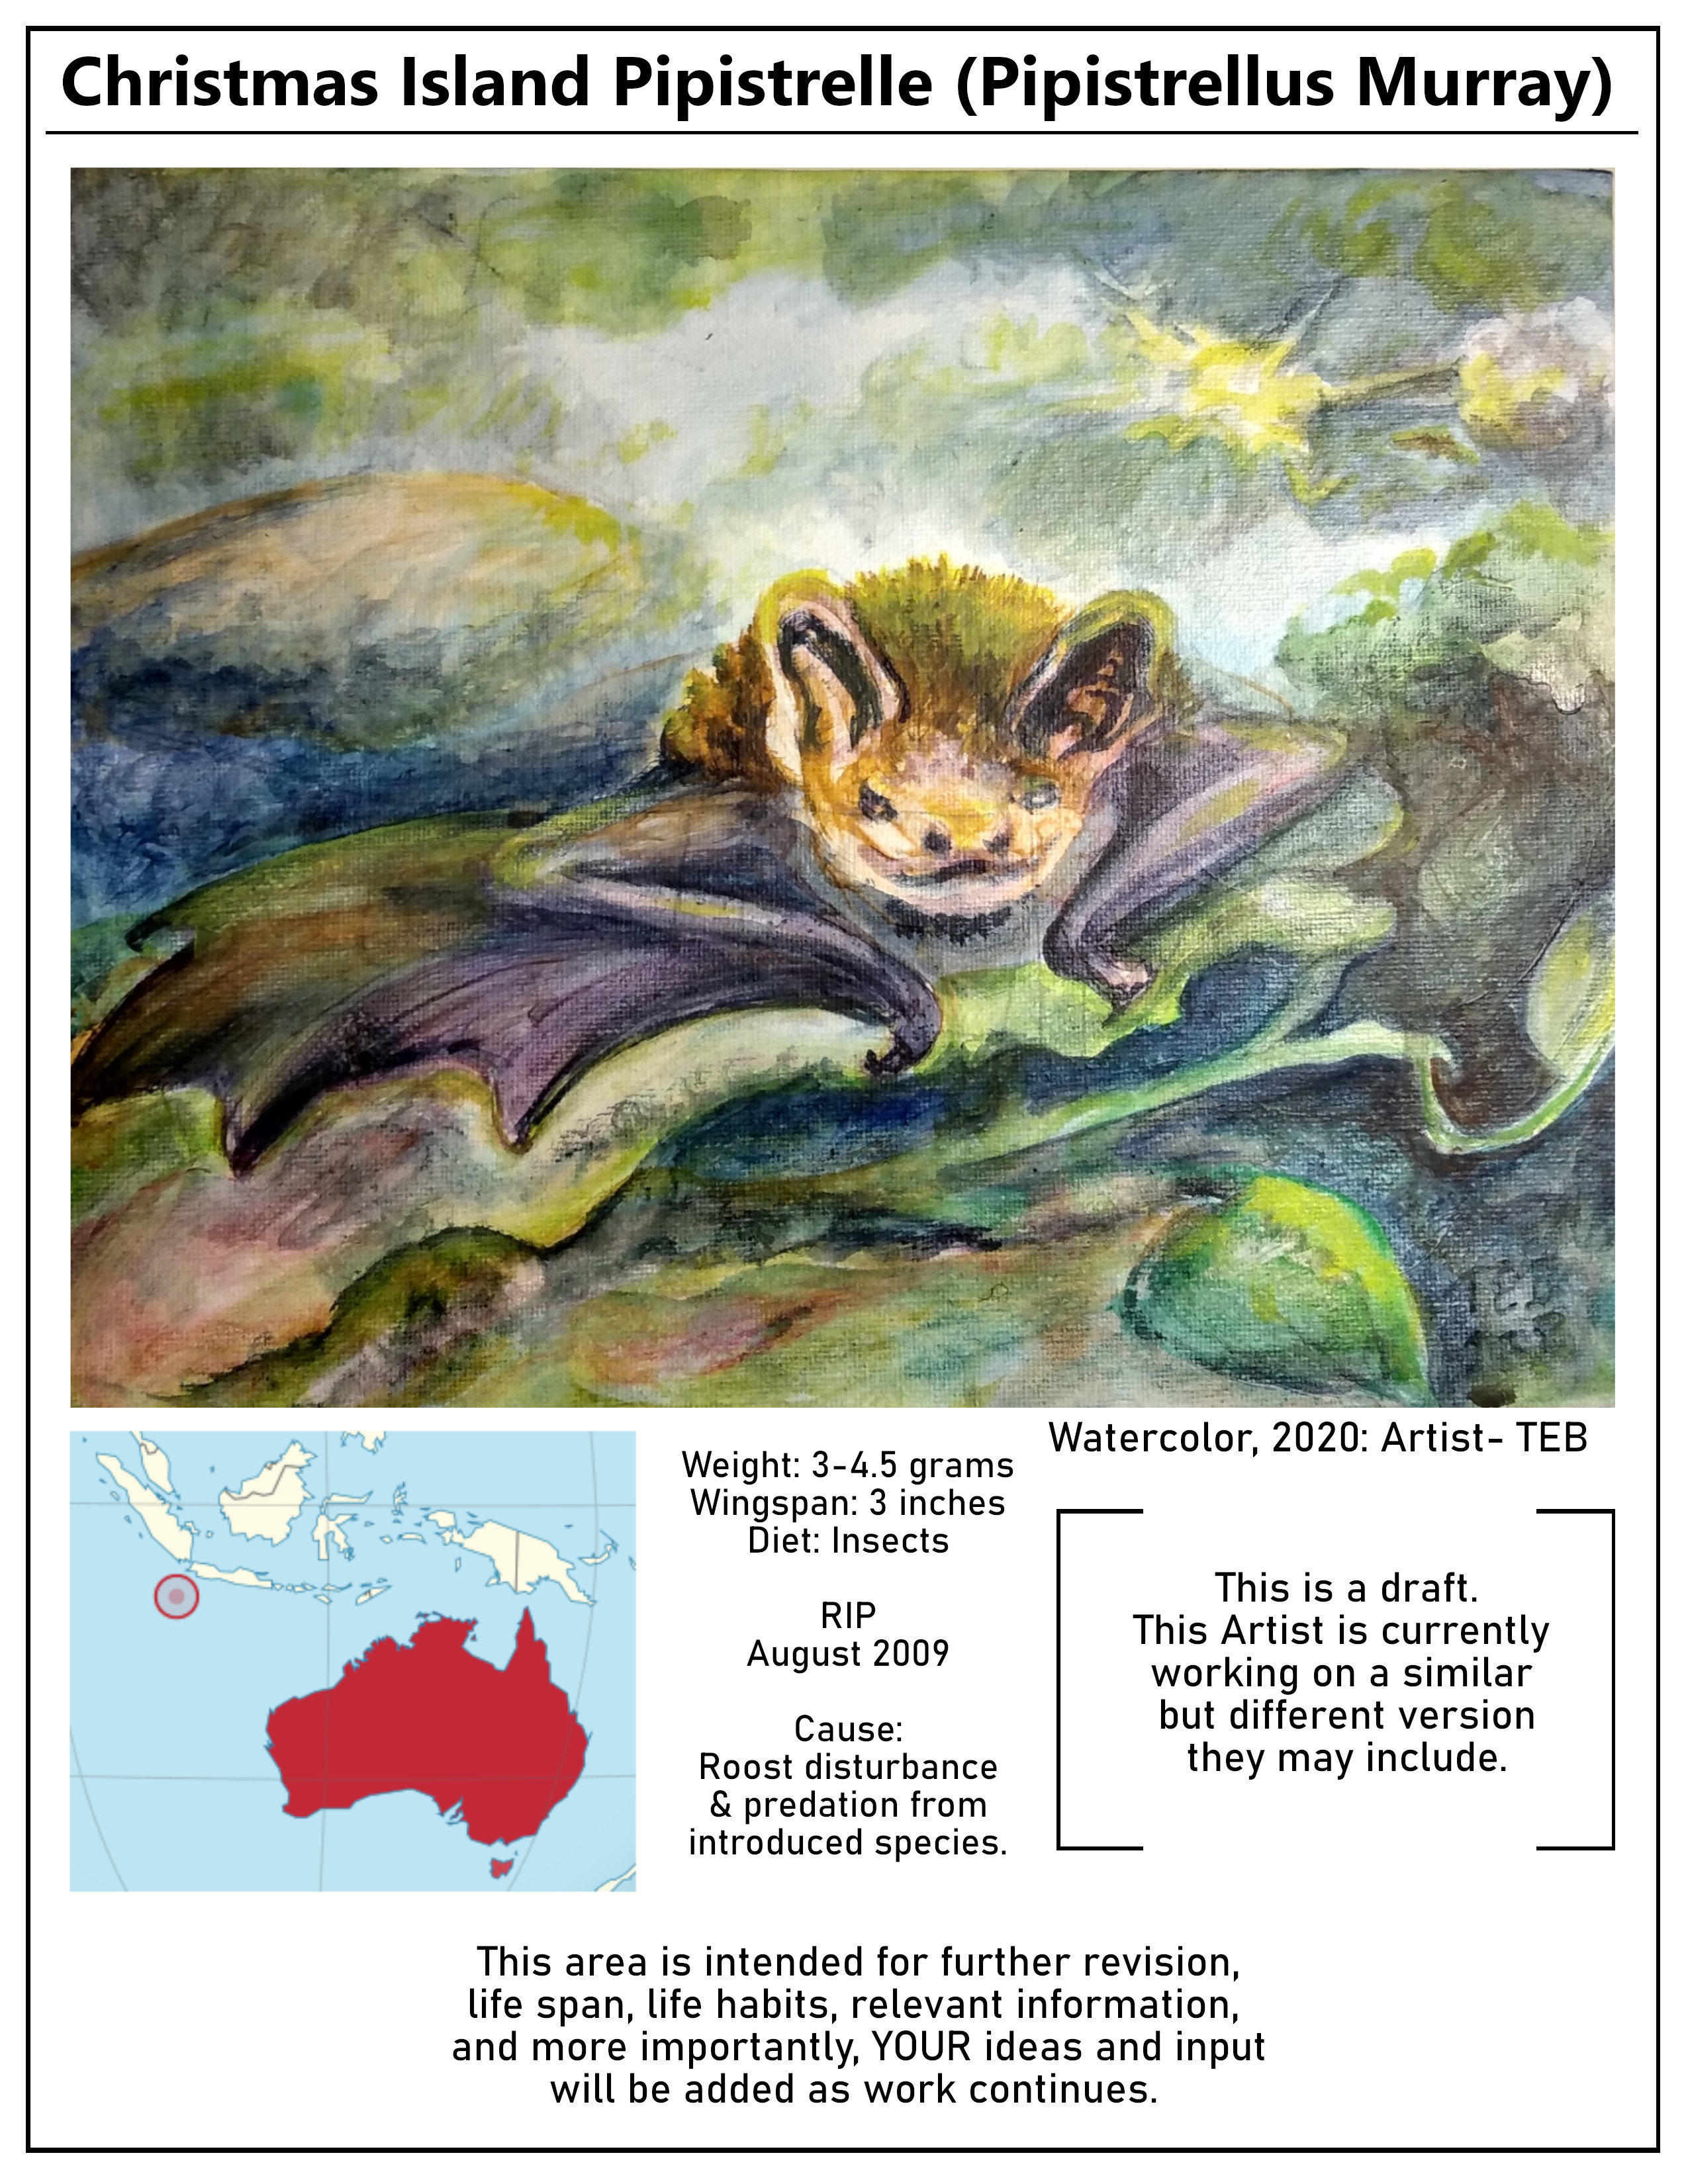 Christmas Island Pipistrelle (Pipistrellus Murray)
Watercolor, 2020: Artist- TEB
Weight: 3-4.5 grams
Wingspan: 3 inches
Diet: Insects
RIP
August 2009
Cause:
Roost disturbance
& predation from
introduced species.
This is a draft.
This Artist is currently
working on a similar
but different version
they may include.
This area is intended for further revision,
life span, life habits, relevant information,
and more importantly, YOUR ideas and input
will be added as work continues.